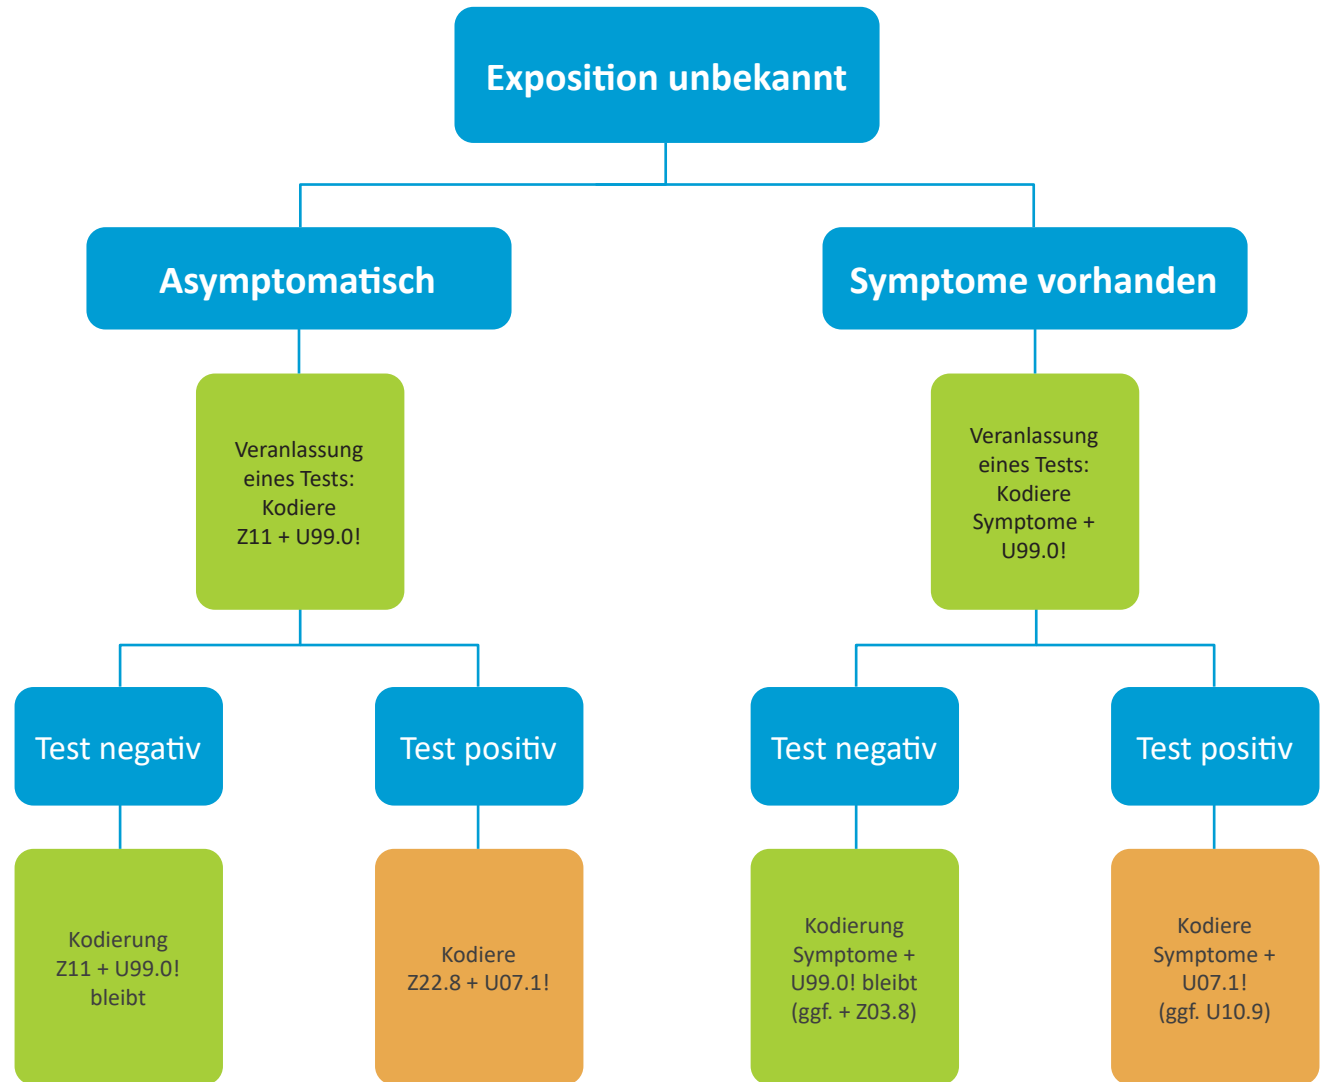 Exposition unbekannt
Asymptomatisch
Symptome vorhanden
Veranlassung
eines Tests:
Kodiere
Z11 + U99.0!
Veranlassung
eines Tests:
Kodiere
Symptome +
U99.0!
Test negativ
Test positiv
Test negativ
Test positiv
Kodierung
Z11 + U99.0!
bleibt
Kodiere
Z22.8 + U07.1!
Kodierung
Symptome +
U99.0! bleibt
(ggf. + Z03.8)
Kodiere
Symptome +
U07.1!
(ggf. U10.9)